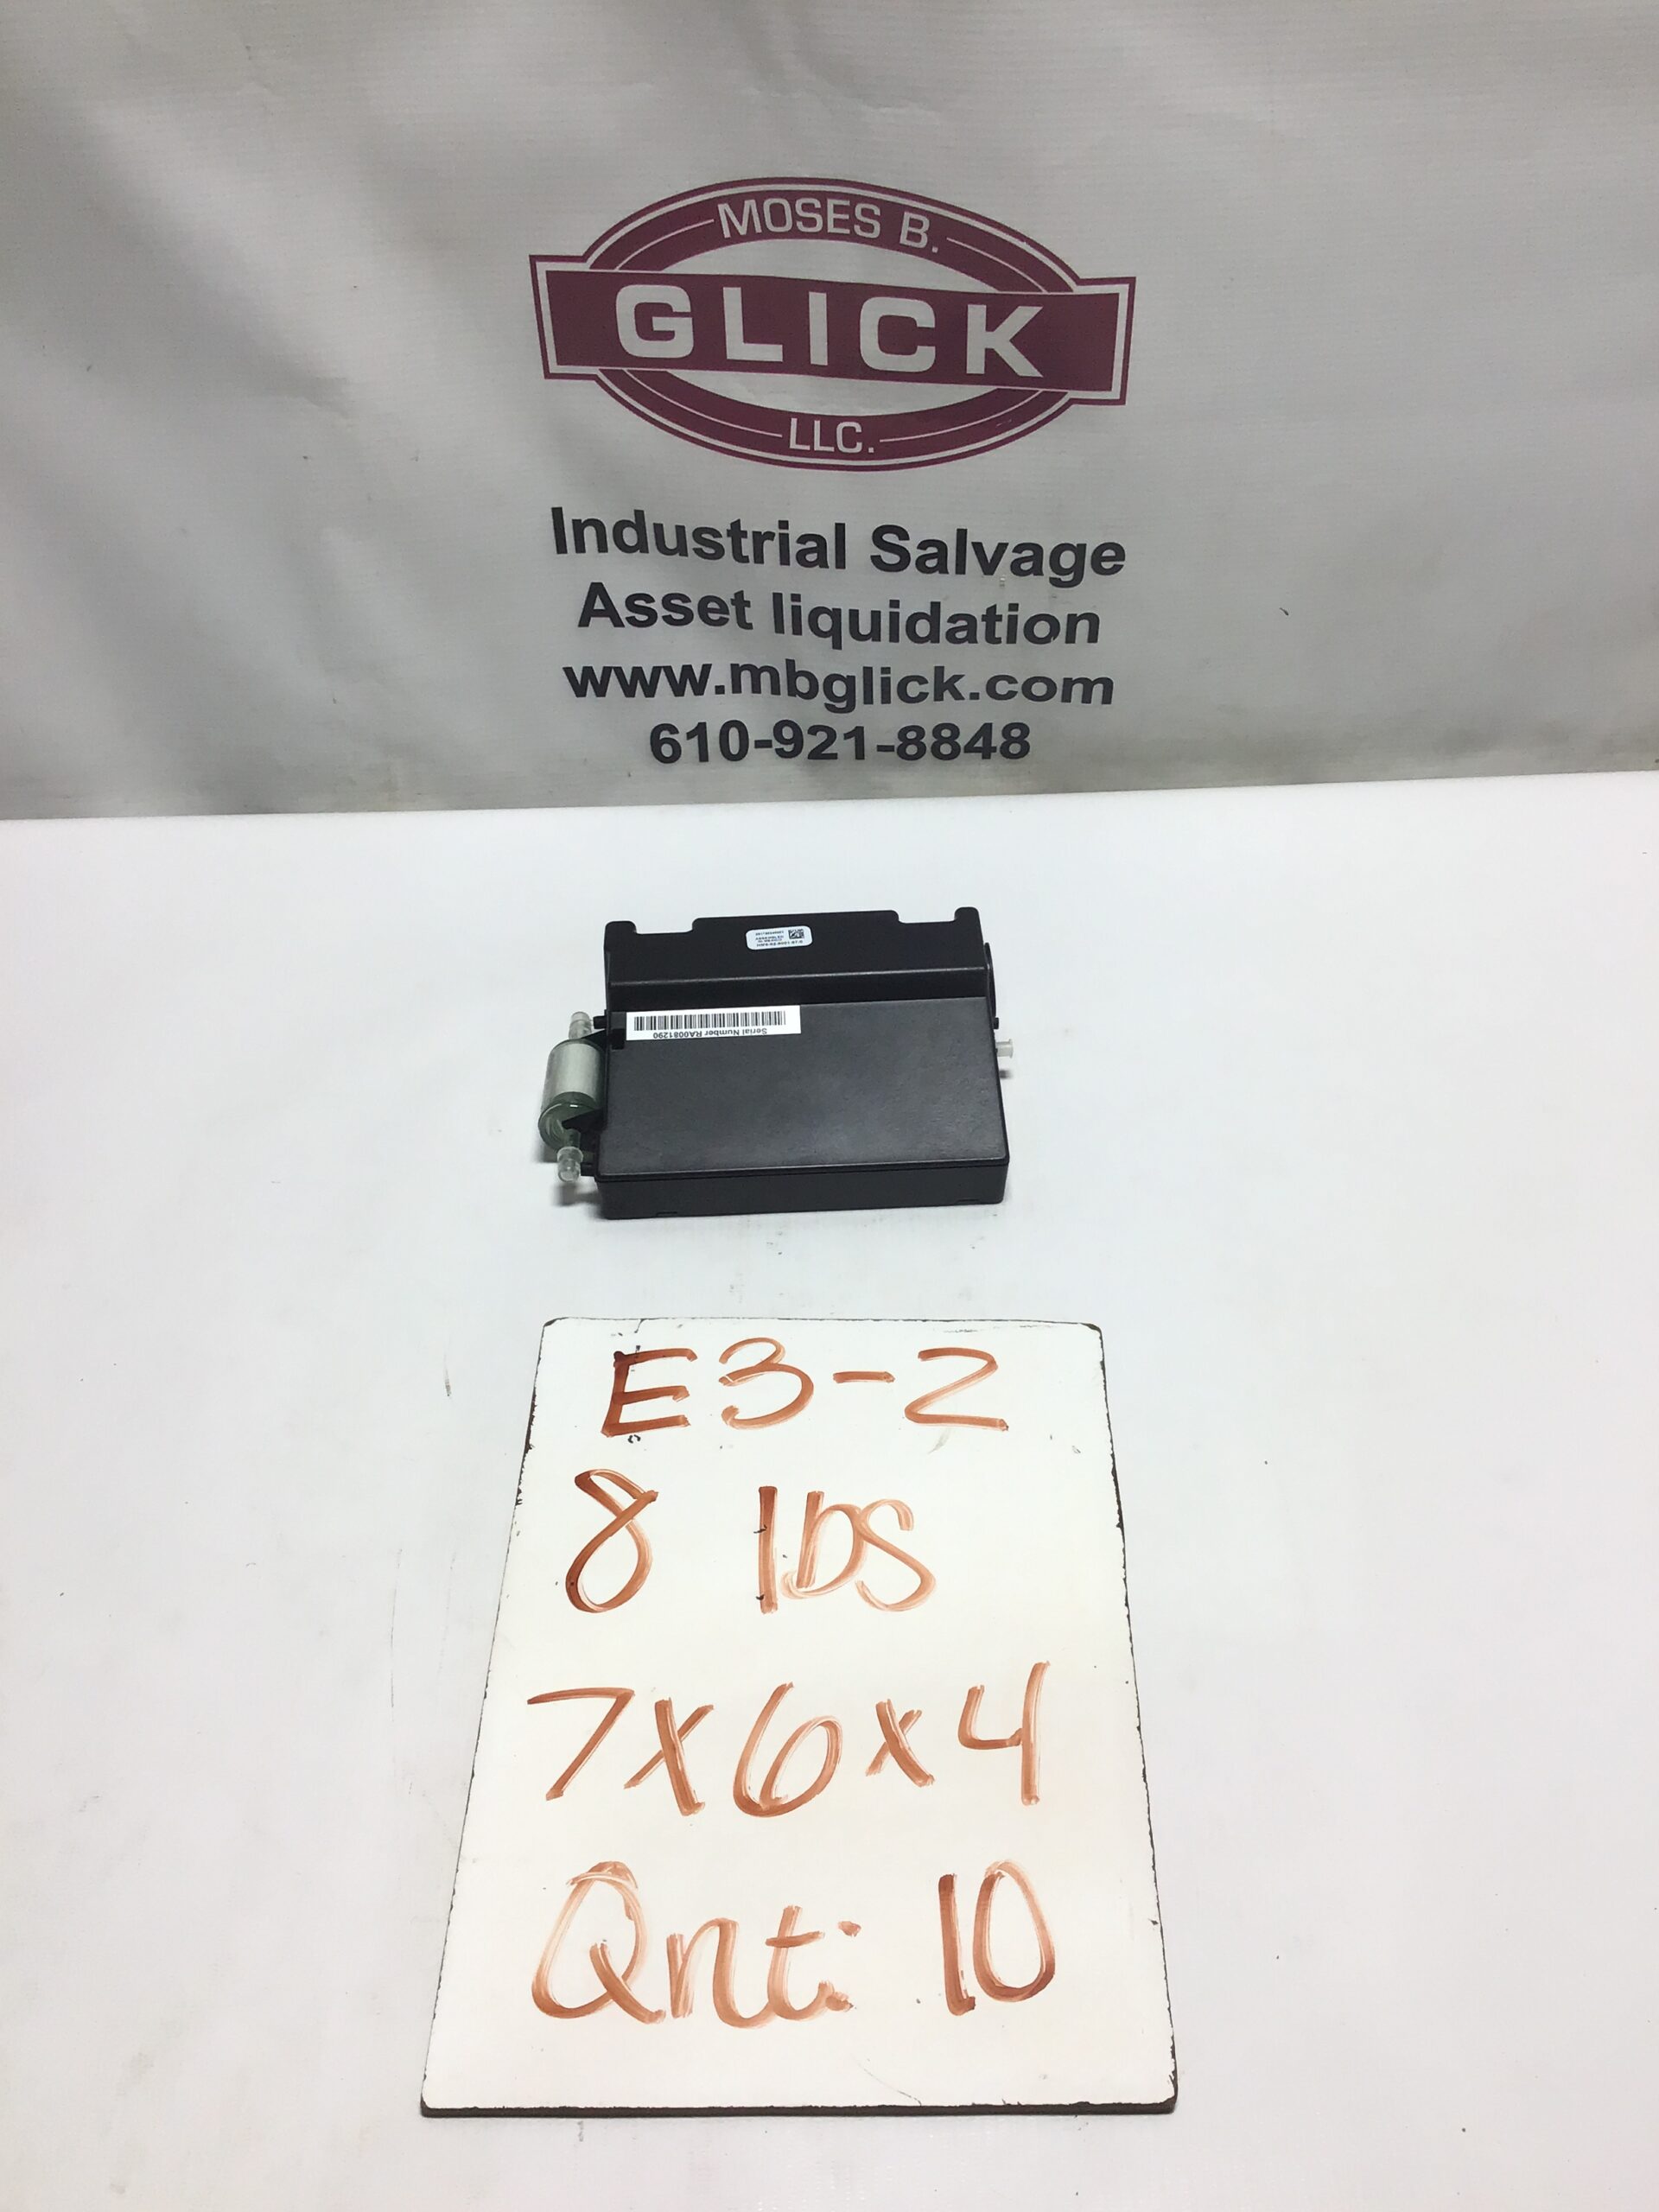 MOSES B.
GLICK
LLC.
Industrial Salvage
Asset liquidation
www.mbglick.com
610-921-8848
Serial Number RA0081290
E3-2
8 lbs
7x6x4
Qnt: 10